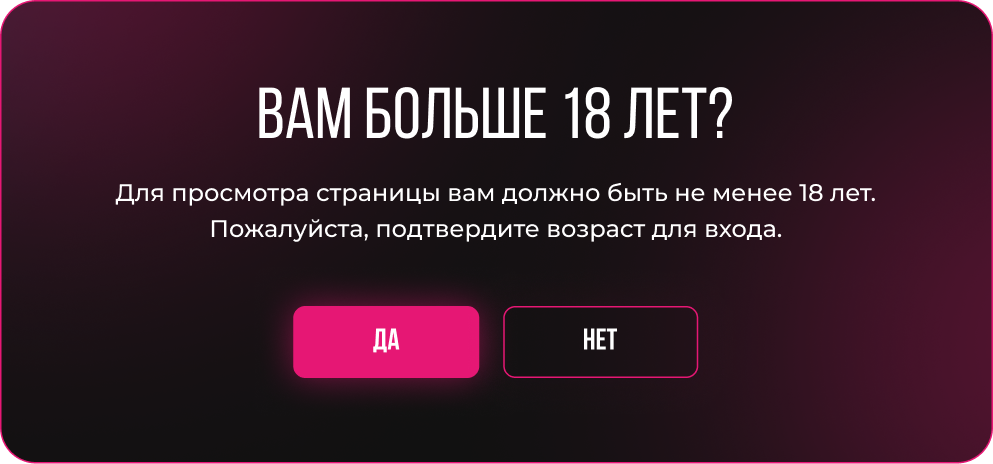 ВАМ БОЛЬШЕ 18 ЛЕТ?
Для просмотра страницы вам должно быть не менее 18 лет.
Пожалуйста, подтвердите возраст для входа.
ДА
НЕТ